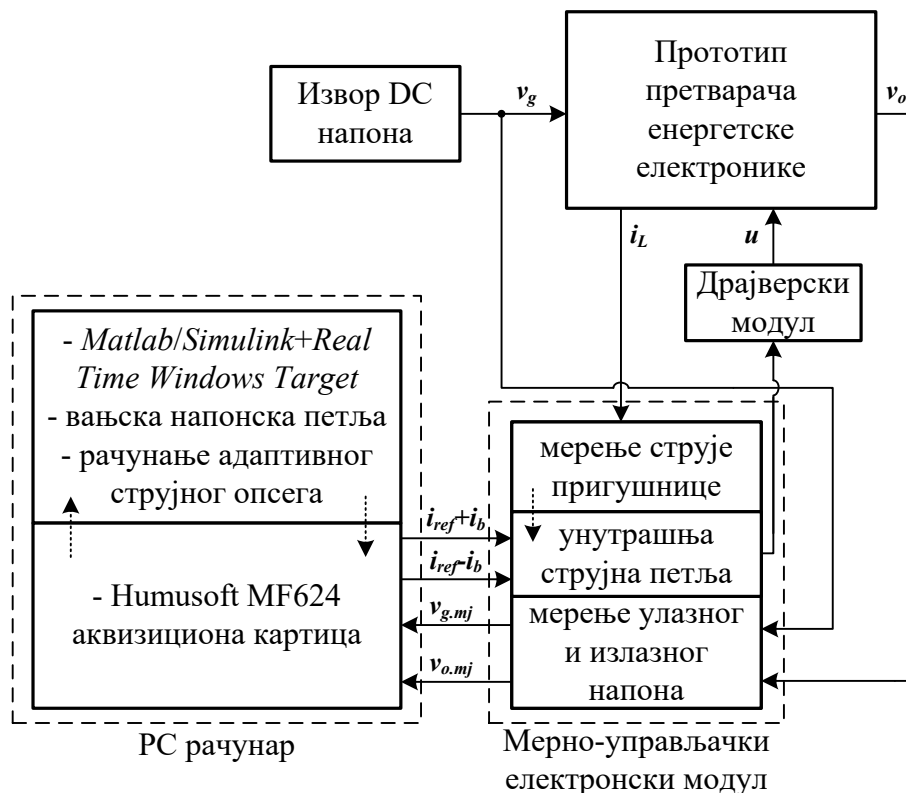 Извор DC
напона
v_g
Прототип
претварача
енергетске
електронике
v_o
i_L
u
Драјверски
модул
- Matlab/Simulink+Real
Time Windows Target
- вањска напонска петља
- рачунање адаптивног
струјног опсега
- Humusoft MF624
аквизициона картица
i_ref+i_b
i_ref-i_b
v_g.mj
v_o.mj
мерење струје
пригушнице
унутрашња
струјна петља
мерење улазног
и излазног
напона
PC рачунар
Мерно-управљачки
електронски модул